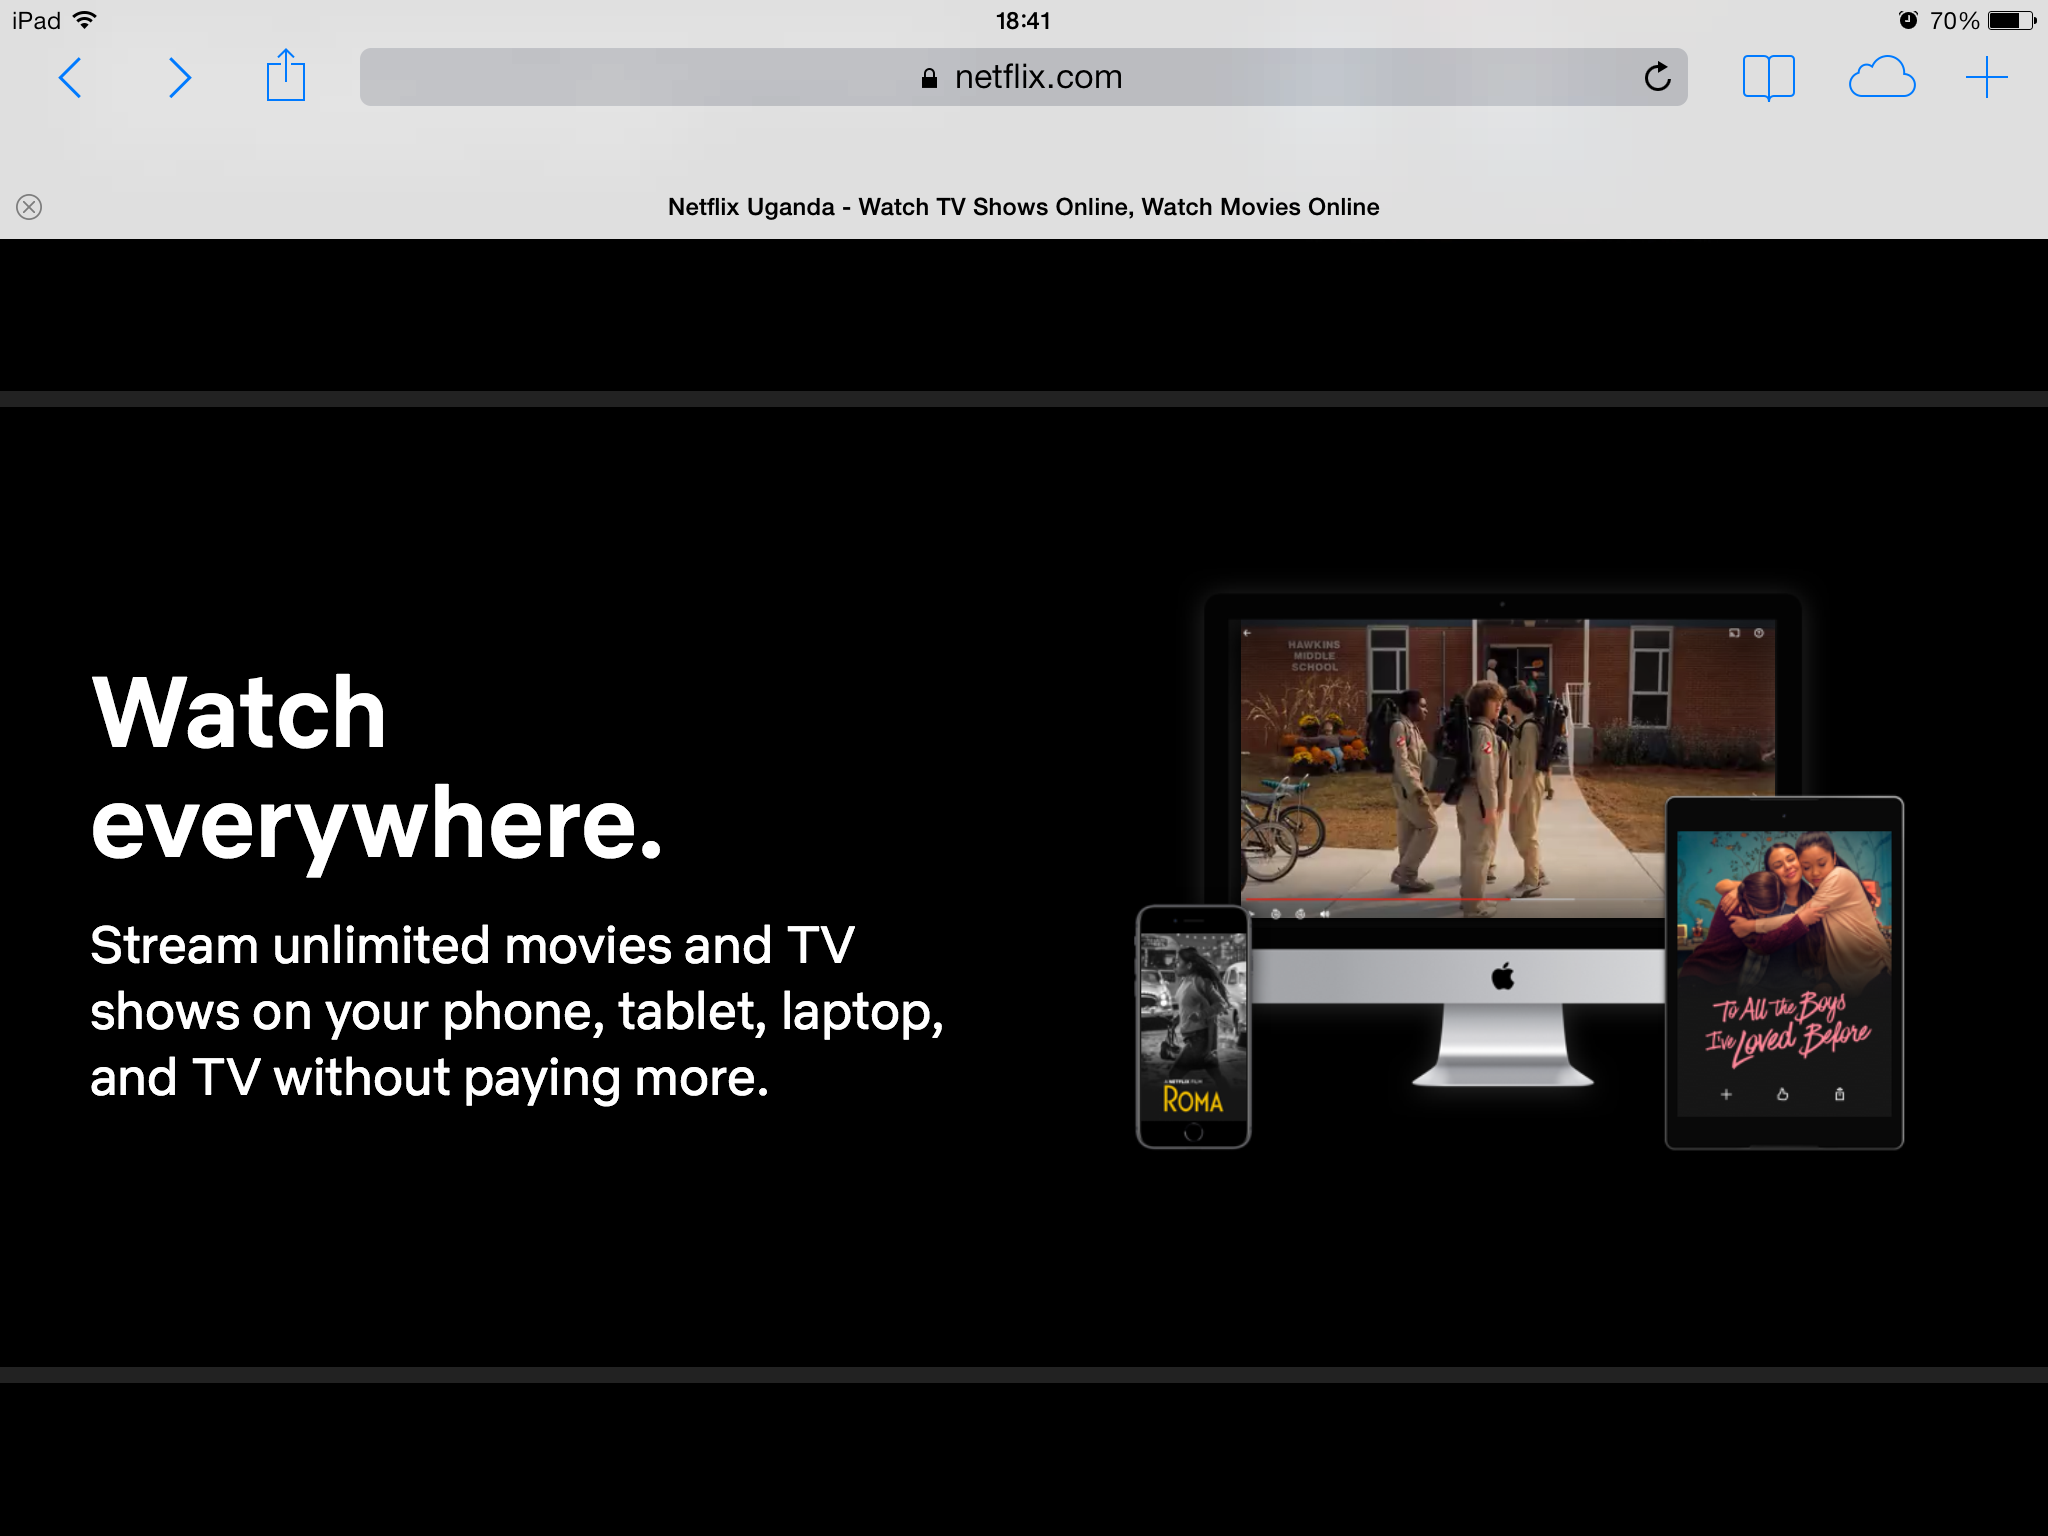 iPad 18:41 70%
netflix.com
Netflix Uganda - Watch TV Shows Online, Watch Movies Online
HAWKINS
MIDDLE
SCHOOL
Watch
everywhere.
Stream unlimited movies and TV
shows on your phone, tablet, laptop,
and TV without paying more.
A NETFLIX FILM
ROMA
To All the Boys
I've Loved Before